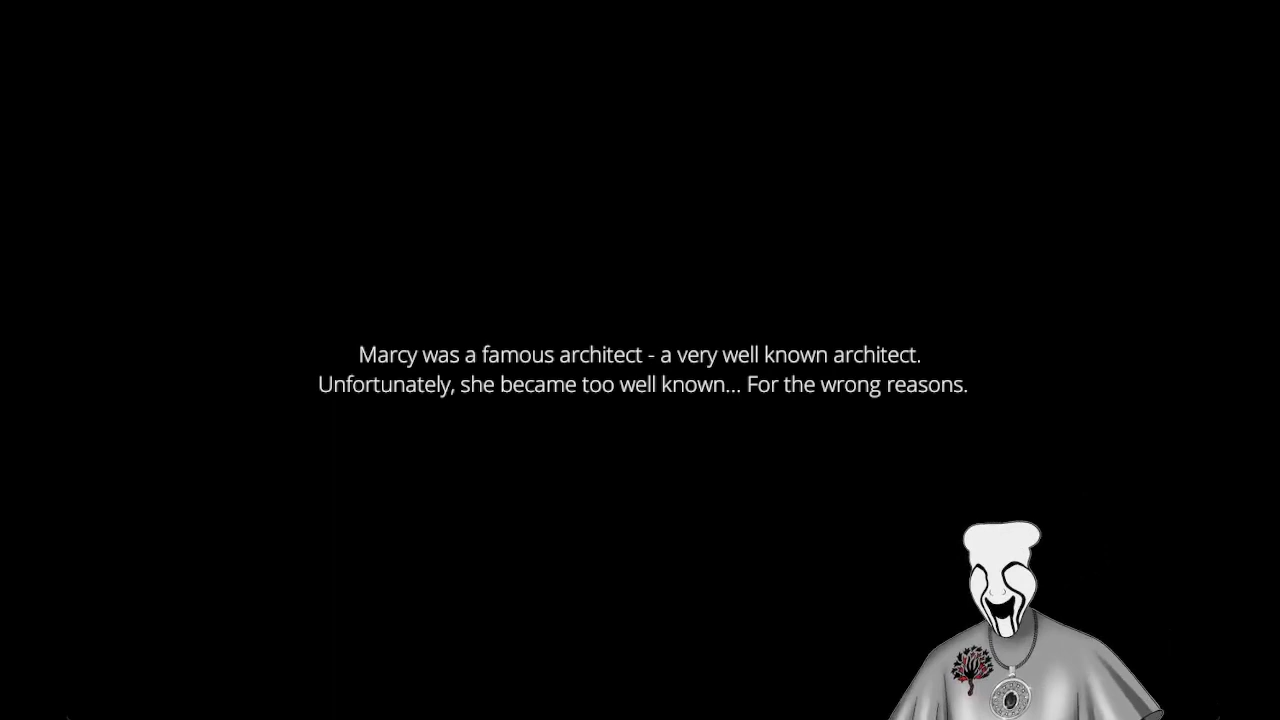 Marcy was a famous architect - a very well known architect.
Unfortunately, she became too well known... For the wrong reasons.